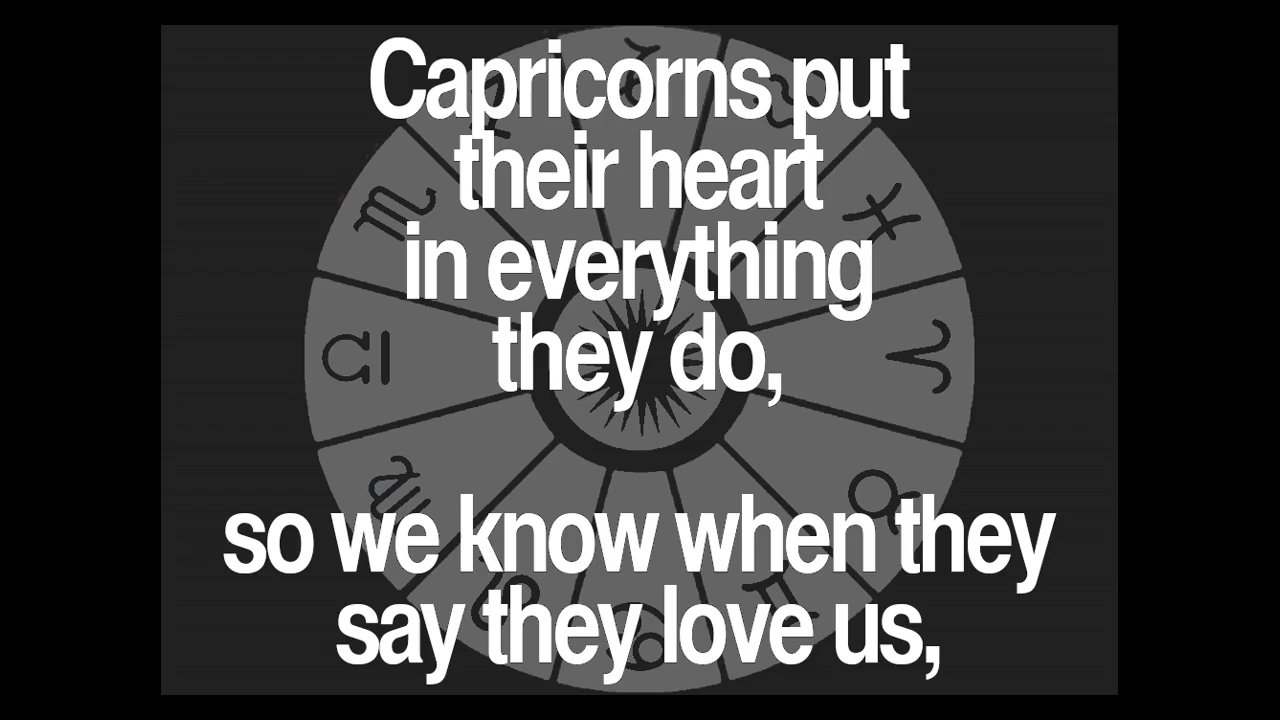 Capricorns put
their heart
in everything
they do,
so we know when they
say they love us,